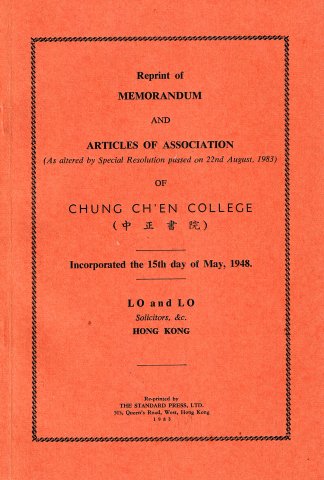 Reprint of
MEMORANDUM
AND
ARTICLES OF ASSOCIATION
(As altered by Special Resolution passed on 22nd August, 1983)
OF
CHUNG CH'EN COLLEGE
(中正書院)
Incorporated the 15th day of May, 1948.
LO and LO
Solicitors, &c.
HONG KONG
Re-printed by
THE STANDARD PRESS, LTD.
Queen's Road, West, Hong Kong
1983